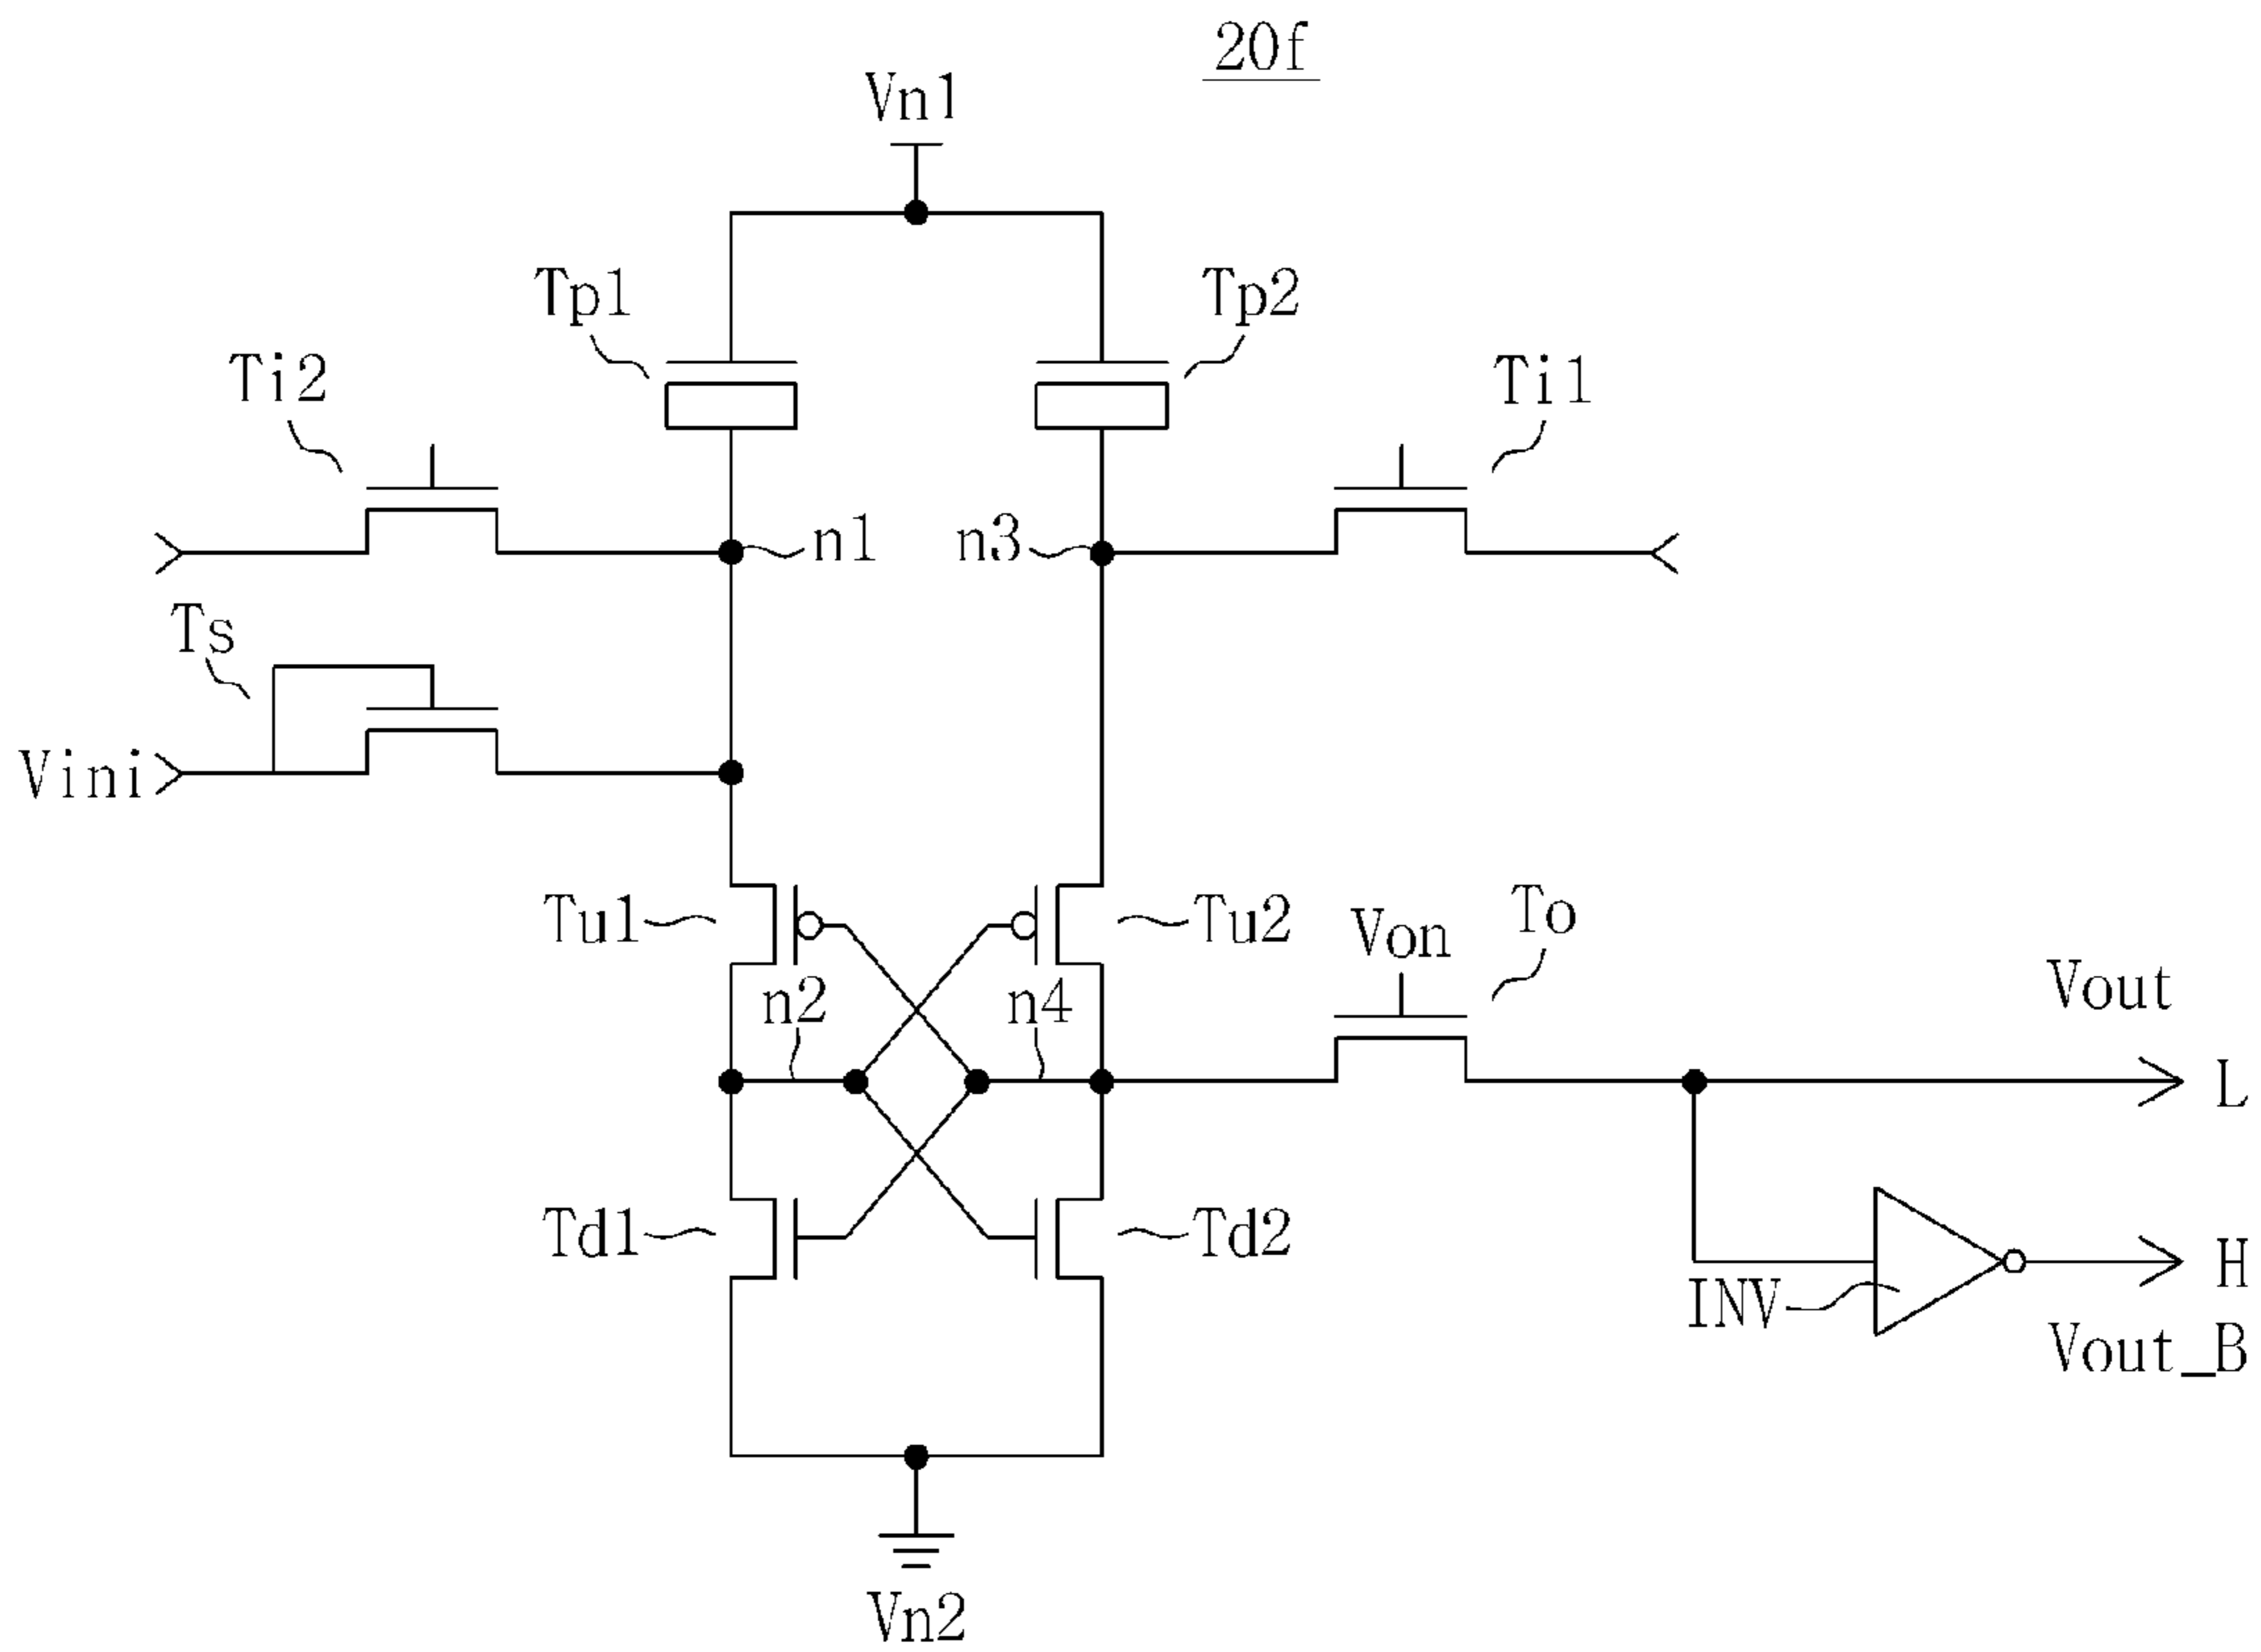 20f
Vn1
Tp1
Tp2
Ti2
Ti1
n1
n3
Ts
Vini
Tu1
Tu2
Von
To
n2
n4
Vout
L
Td1
Td2
INV
H
Vout_B
Vn2